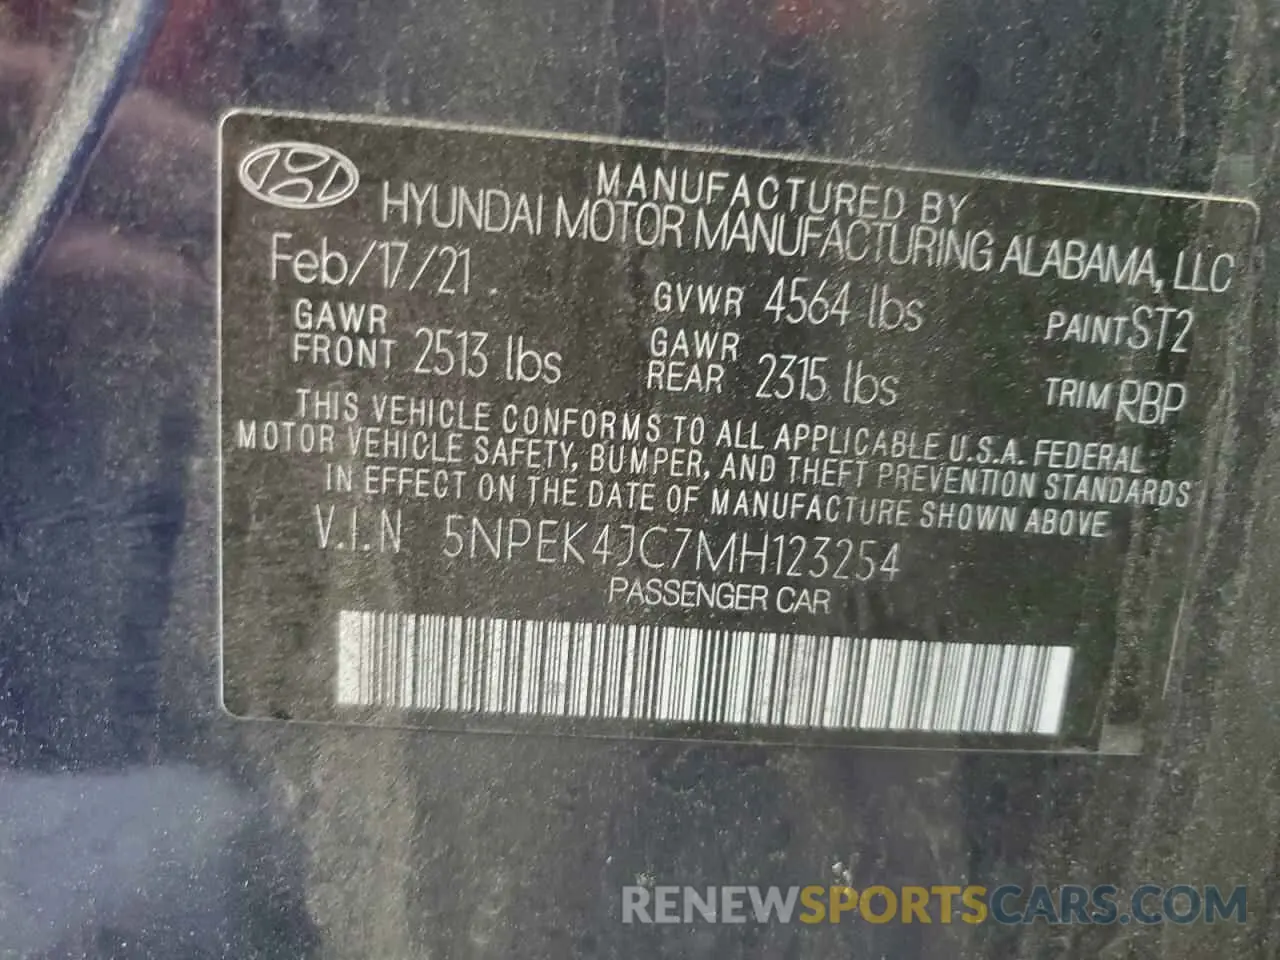 MANUFACTURED BY
HYUNDAI MOTOR MANUFACTURING ALABAMA, LLC
Feb/17/21
GVWR 4564 lbs
PAINT ST2
GAWR FRONT 2513 lbs
GAWR REAR 2315 lbs
TRIM RBP
THIS VEHICLE CONFORMS TO ALL APPLICABLE U.S.A. FEDERAL
MOTOR VEHICLE SAFETY, BUMPER, AND THEFT PREVENTION STANDARDS
IN EFFECT ON THE DATE OF MANUFACTURE SHOWN ABOVE
V.I.N 5NPEK4JC7MH123254
PASSENGER CAR
RENEWSPORTSCARS.COM